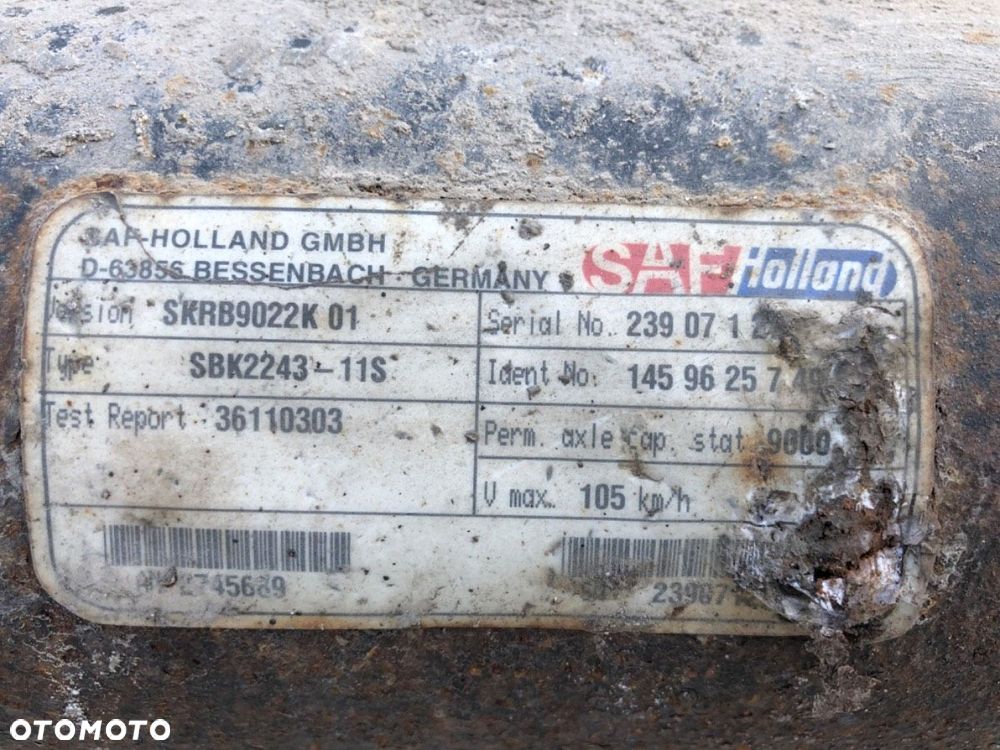 SAF-HOLLAND GMBH
D-63856 BESSENBACH GERMANY
SAF Holland
Version SKRB9022K 01
Serial No. 239 07 1
Type SBK2243-11S
Ident No. 145 96 25 7
Test Report 36110303
Perm. axle cap. stat. 9000
V max. 105 km/h
2745689
23907
OTOMOTO